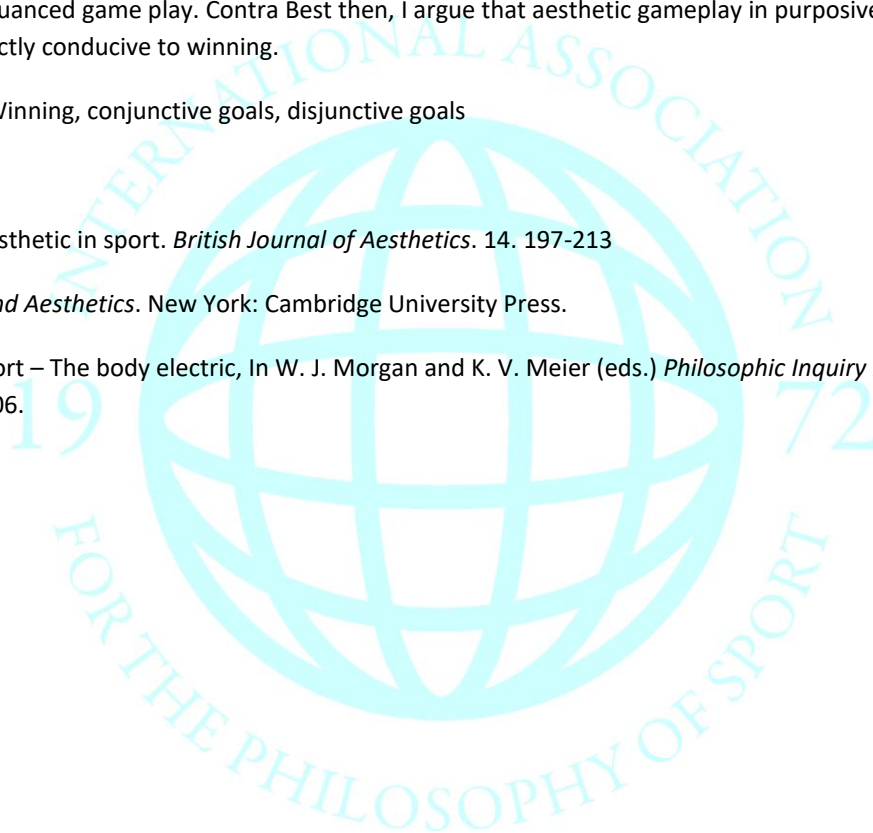 uanced game play. Contra Best then, I argue that aesthetic gameplay in purposive
ctly conducive to winning.
Winning, conjunctive goals, disjunctive goals
sthetic in sport. British Journal of Aesthetics. 14. 197-213
nd Aesthetics. New York: Cambridge University Press.
ort – The body electric, In W. J. Morgan and K. V. Meier (eds.) Philosophic Inquiry
06.
INTERNATIONAL ASSOCIATION
19 72
FOR THE PHILOSOPHY OF SPORT